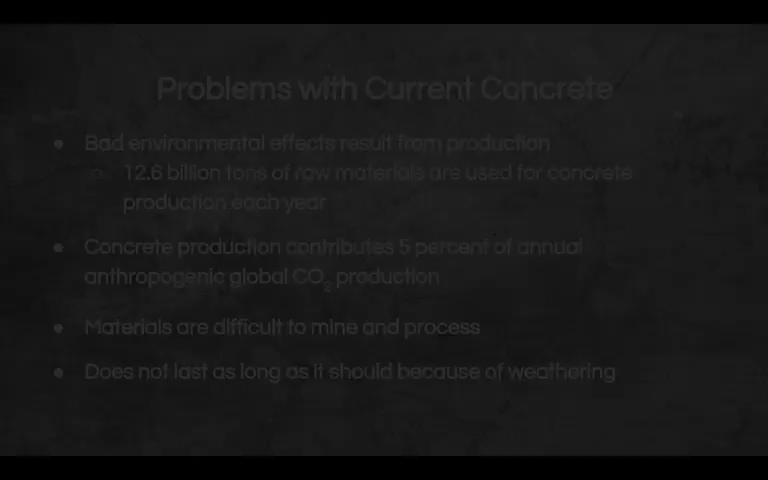 Problems with Current Concrete
● Bad environmental effects result from production
○ 12.6 billion tons of raw materials are used for concrete
production each year
● Concrete production contributes 5 percent of annual
anthropogenic global CO₂ production
● Materials are difficult to mine and process
● Does not last as long as it should because of weathering